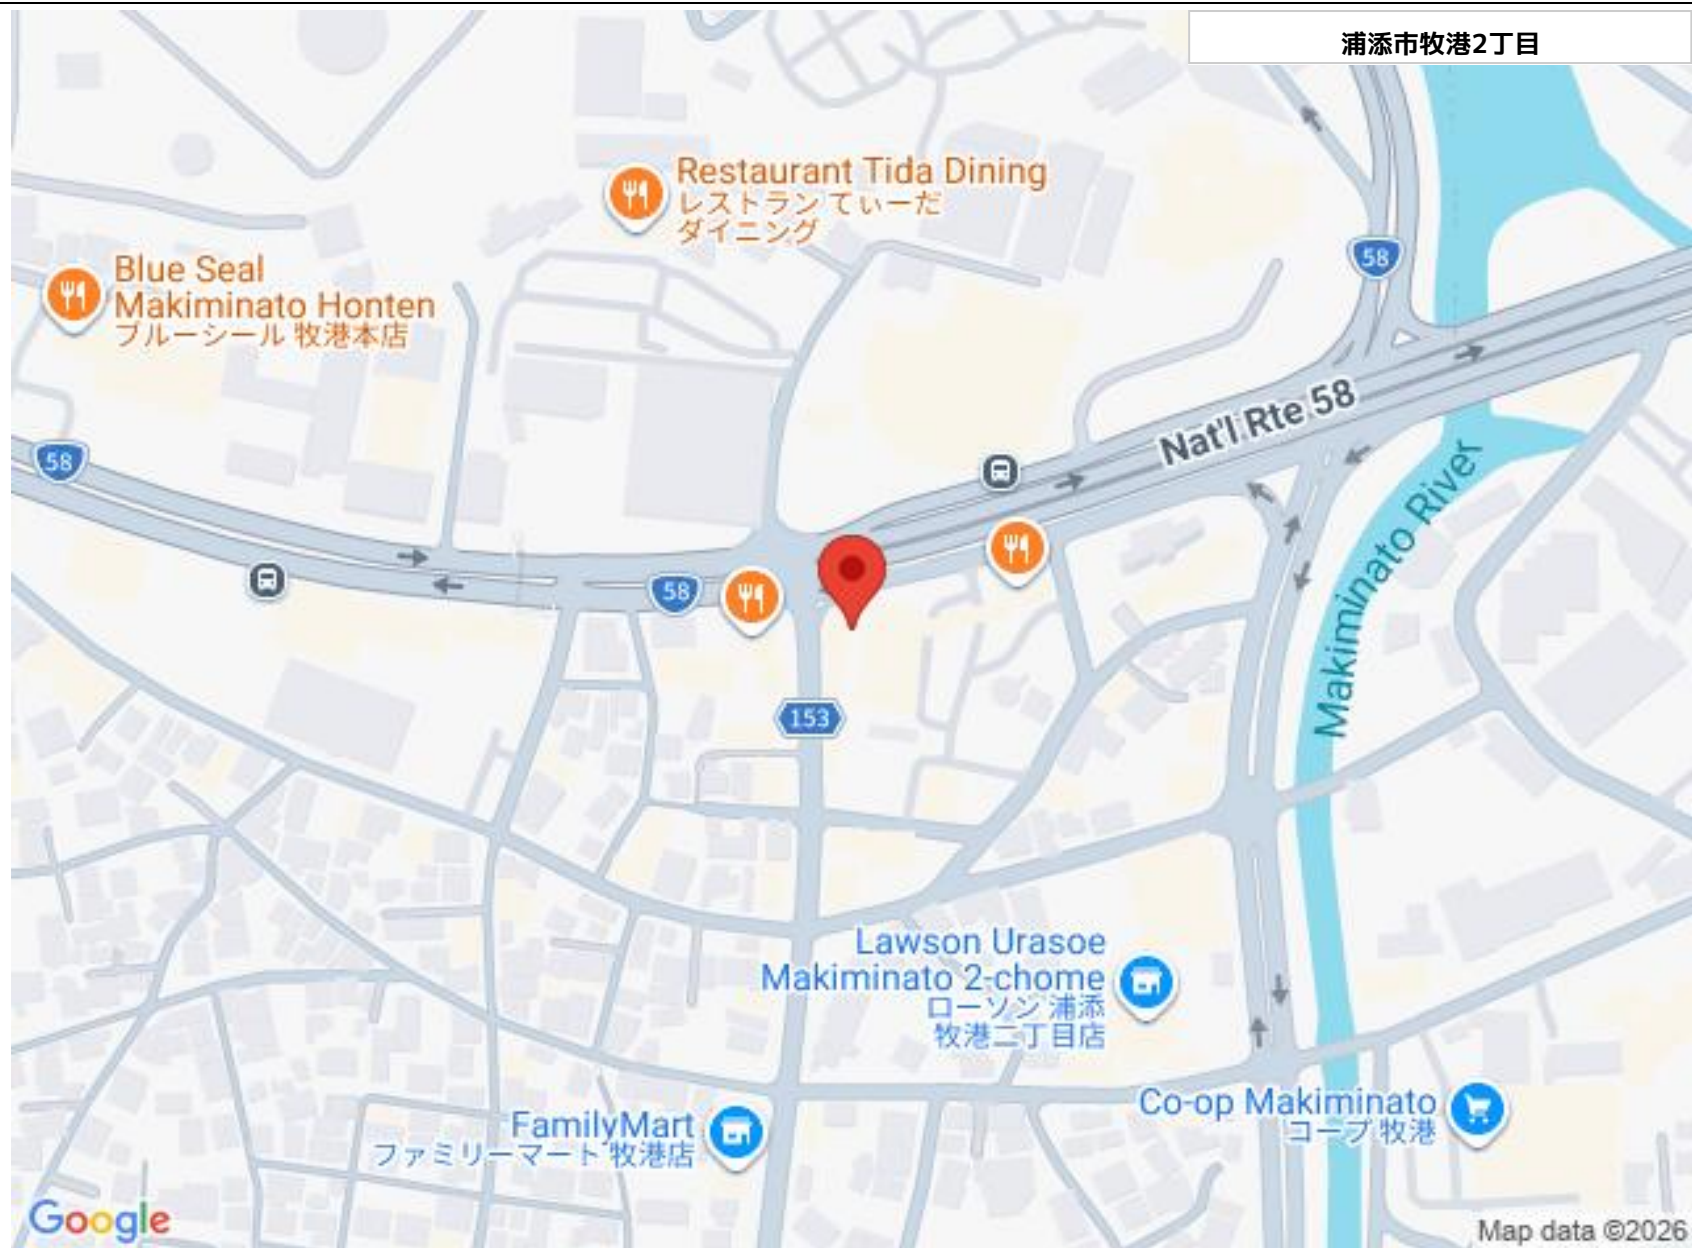 浦添市牧港2丁目
Restaurant Tida Dining
レストラン てぃーだ
ダイニング
58
Blue Seal
Makiminato Honten
ブルーシール 牧港本店
Nat'l Rte 58
58
58
Makiminato River
153
Lawson Urasoe
Makiminato 2-chome
ローソン 浦添
牧港二丁目店
Co-op Makiminato
コープ 牧港
FamilyMart
ファミリーマート 牧港店
Google
Map data ©2026